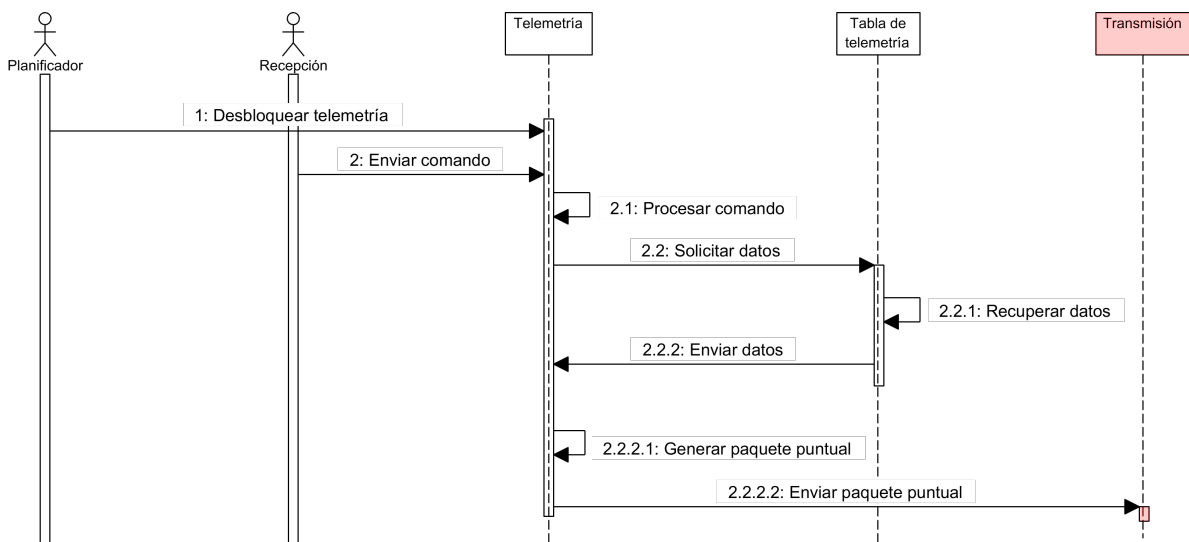 Planificador
Recepción
Telemetría
Tabla de
telemetría
Transmisión
1: Desbloquear telemetría
2: Enviar comando
2.1: Procesar comando
2.2: Solicitar datos
2.2.1: Recuperar datos
2.2.2: Enviar datos
2.2.2.1: Generar paquete puntual
2.2.2.2: Enviar paquete puntual